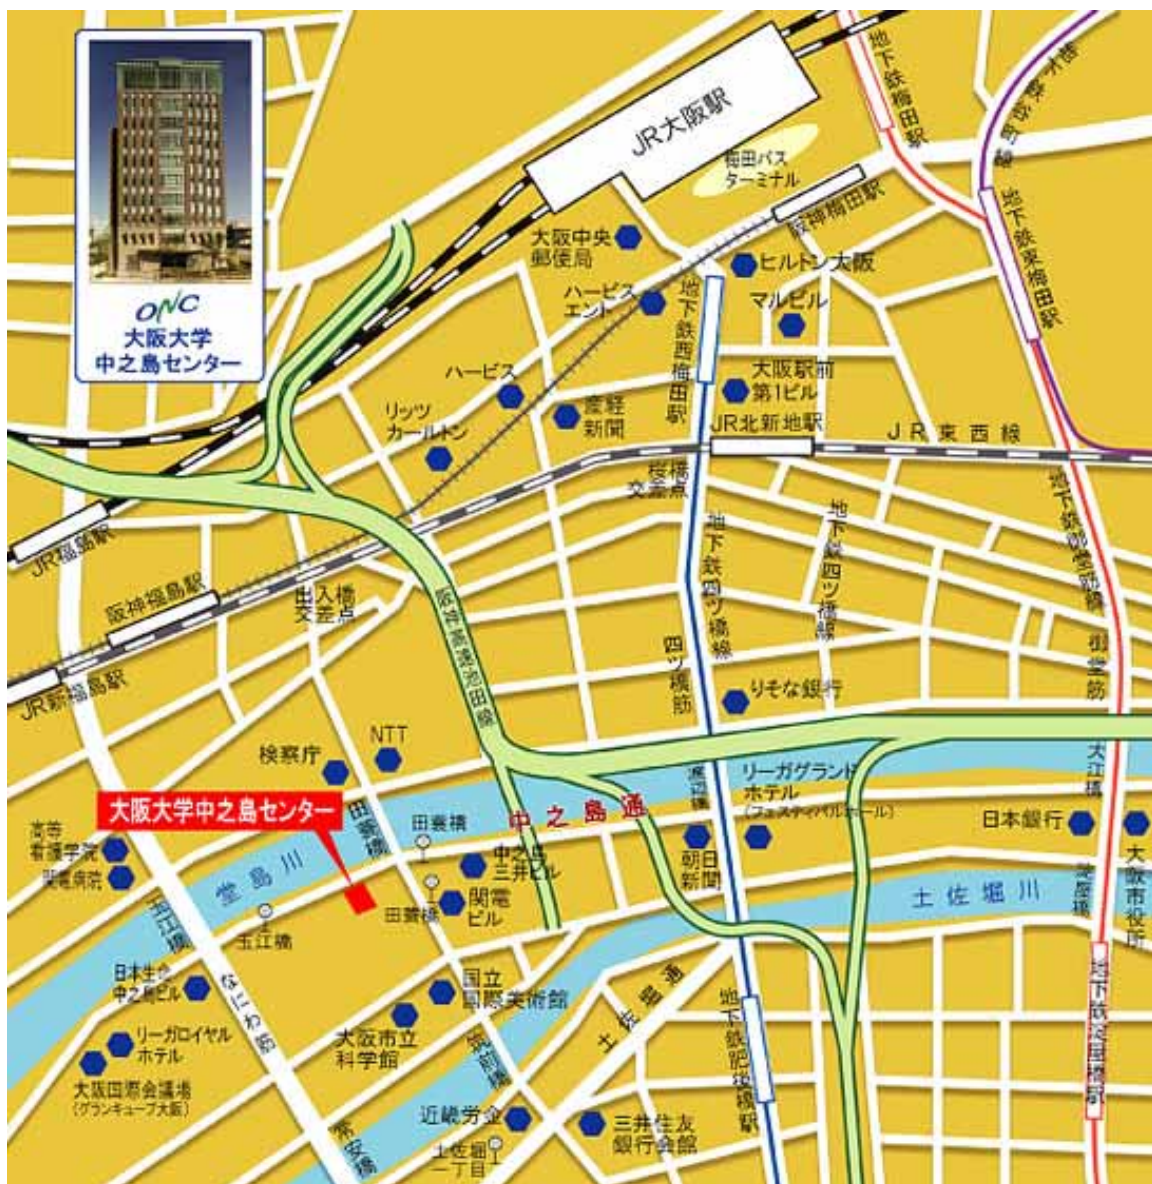 ONC
大阪大学
中之島センター
JR大阪駅
地下鉄梅田駅
梅田バス
ターミナル
阪神梅田駅
地下鉄東梅田駅
大阪中央
郵便局
ヒルトン大阪
ハービス
エント
マルビル
地下鉄西梅田駅
ハービス
大阪駅前
第1ビル
リッツ
カールトン
産経
新聞
JR北新地駅
JR東西線
桜橋
交差点
JR福島駅
阪神福島駅
出入橋
交差点
JR新福島駅
阪神高速池田線
地下鉄四ツ橋線
地下鉄四ツ橋線
地下鉄御堂筋線
四ツ橋筋
御堂筋
りそな銀行
NTT
検察庁
渡辺橋
リーガグランド
ホテル
(フェスティバルホール)
大江橋
大阪大学中之島センター
田蓑橋
田蓑橋
中之島通
日本銀行
高等
看護学院
関電病院
堂島川
中之島
三井ビル
朝日
新聞
大阪市役所
淀屋橋
土佐堀川
田蓑橋
関電
ビル
玉江橋
玉江橋
日本生命
中之島ビル
なにわ筋
国立
国際美術館
大阪市立
科学館
土佐堀通
地下鉄肥後橋駅
地下鉄淀屋橋駅
リーガロイヤル
ホテル
大阪国際会議場
(グランキューブ大阪)
筑前橋
近畿労金
三井住友
銀行会館
土佐堀
一丁目
常安橋